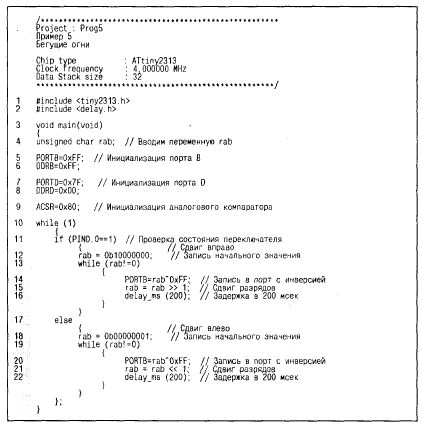 /*************************************************
Project : Prog5
Пример 5
Бегущие огни
Chip type : ATtiny2313
Clock frequency : 4,000000 MHz
Data Stack size : 32
*************************************************/
1 #include <tiny2313.h>
2 #include <delay.h>
3 void main(void)
{
4 unsigned char rab; // Вводим переменную rab
5 PORTB=0xFF; // Инициализация порта B
6 DDRB=0xFF;
7 PORTD=0x7F; // Инициализация порта D
8 DDRD=0x00;
9 ACSR=0x80; // Инициализация аналогового компаратора
10 while (1)
{
11 if (PIND.0==1) // Проверка состояния переключателя
{ // Сдвиг вправо
12 rab = 0b10000000; // Запись начального значения
13 while (rab!=0)
{
14 PORTB=rab^0xFF; // Запись в порт с инверсией
15 rab = rab >> 1; // Сдвиг разрядов
16 delay_ms (200); // Задержка в 200 мсек
}
}
17 else
{ // Сдвиг влево
18 rab = 0b00000001; // Запись начального значения
19 while (rab!=0)
{
20 PORTB=rab^0xFF; // Запись в порт с инверсией
21 rab = rab << 1; // Сдвиг разрядов
22 delay_ms (200); // Задержка в 200 мсек
}
}
};
}